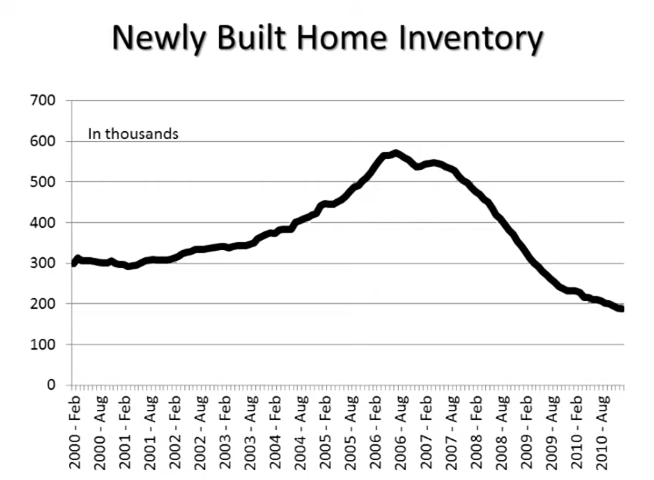 Newly Built Home Inventory
700
In thousands
600
500
400
300
200
100
0
2000 - Feb
2000 - Aug
2001 - Feb
2001 - Aug
2002 - Feb
2002 - Aug
2003 - Feb
2003 - Aug
2004 - Feb
2004 - Aug
2005 - Feb
2005 - Aug
2006 - Feb
2006 - Aug
2007 - Feb
2007 - Aug
2008 - Feb
2008 - Aug
2009 - Feb
2009 - Aug
2010 - Feb
2010 - Aug